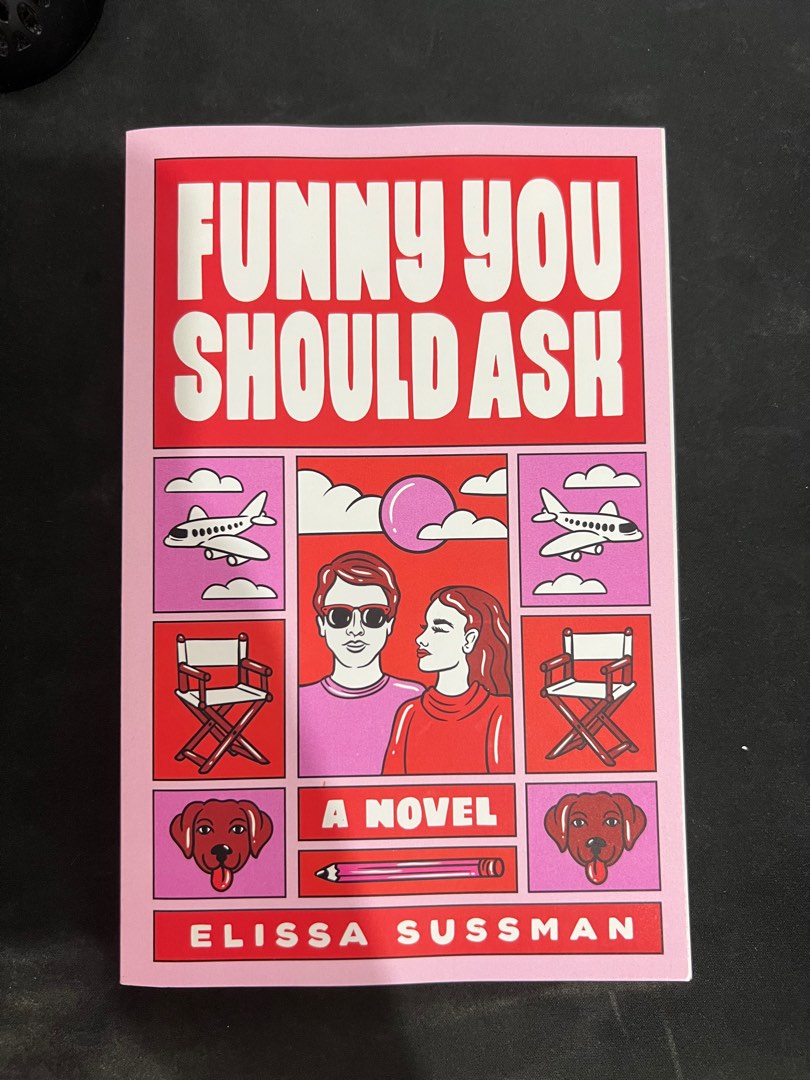 FUNNY YOU
SHOULD ASK
A NOVEL
ELISSA SUSSMAN